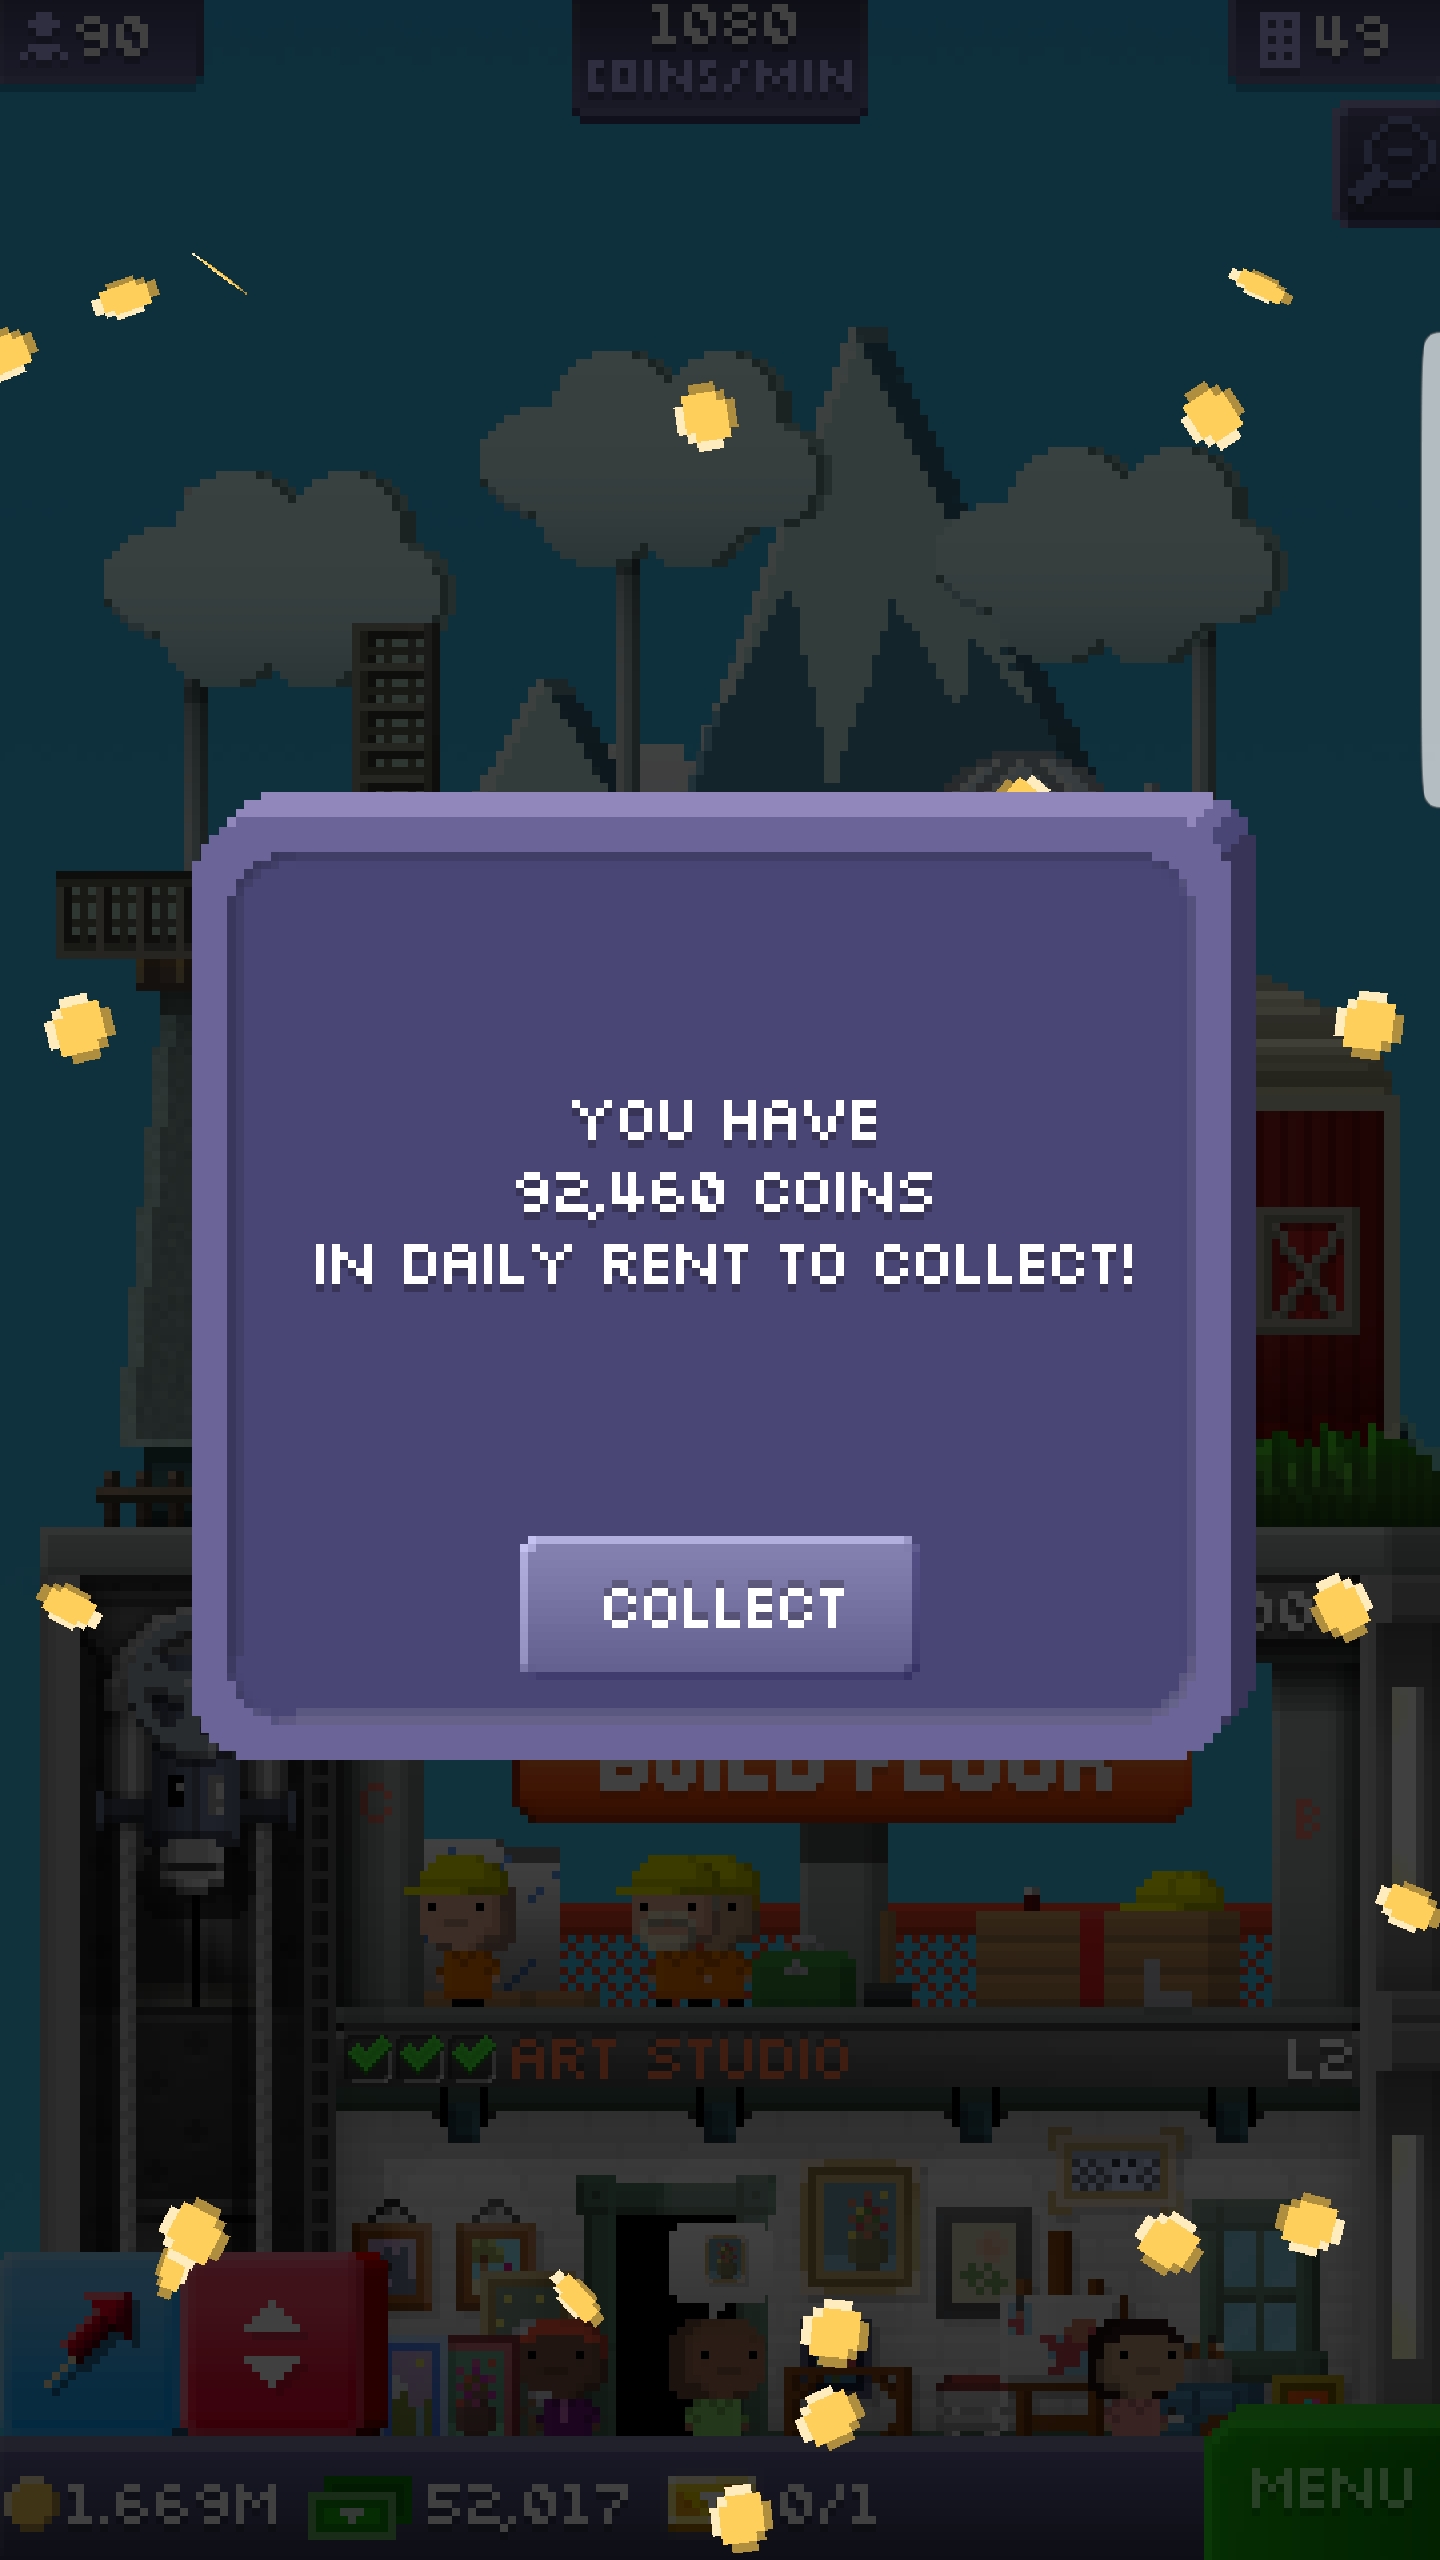 90
1080
COINS/MIN
49
YOU HAVE
92,460 COINS
IN DAILY RENT TO COLLECT!
COLLECT
BUILD FLOOR
C
B
ART STUDIO
L2
1.669M
52,017
0/1
MENU